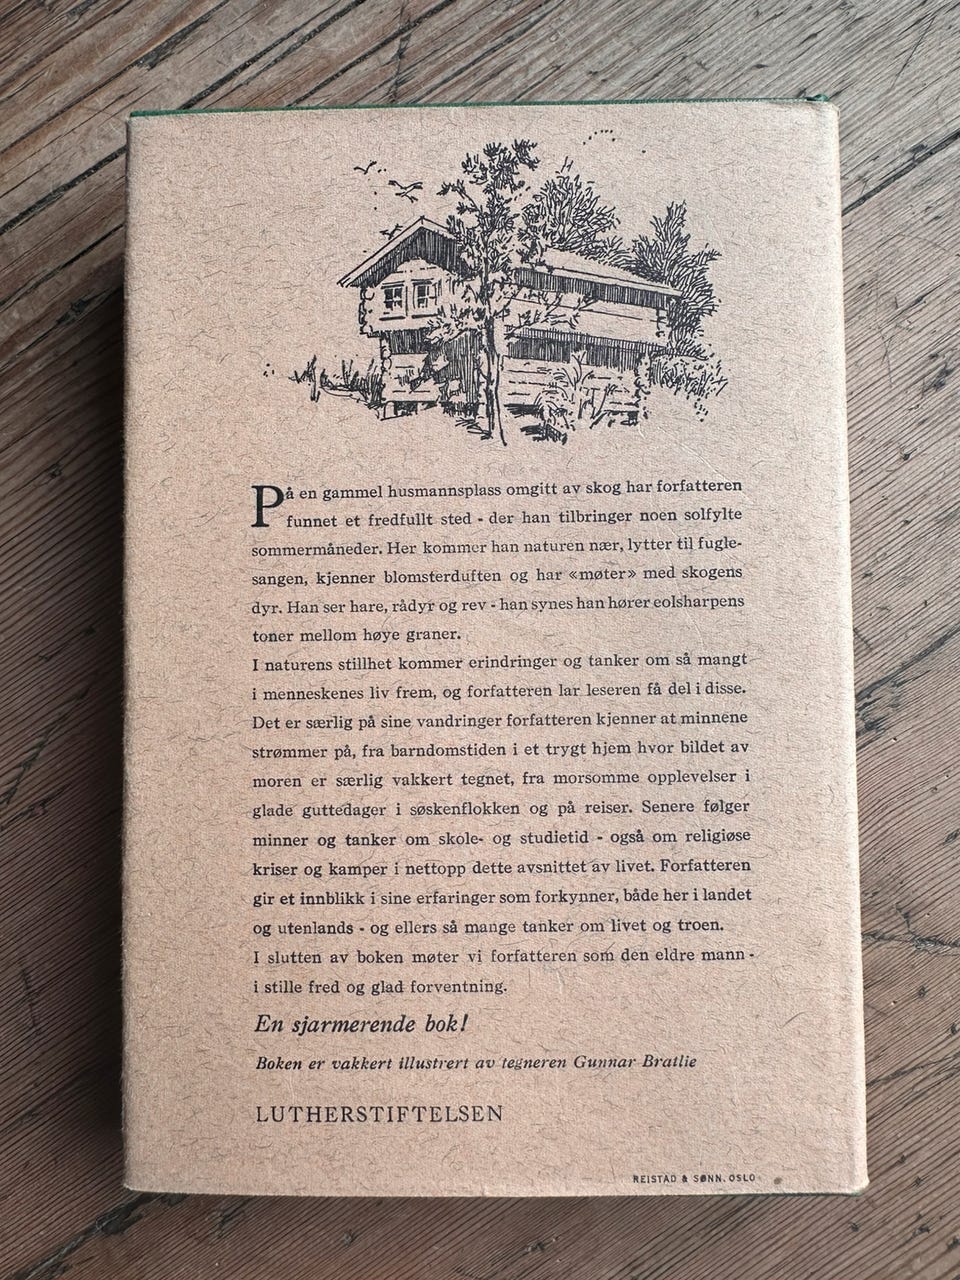 På en gammel husmannsplass omgitt av skog har forfatteren
funnet et fredfullt sted - der han tilbringer noen solfylte
sommermåneder. Her kommer han naturen nær, lytter til fugle-
sangen, kjenner blomsterduften og har «møter» med skogens
dyr. Han ser hare, rådyr og rev - han synes han hører eolsharpens
toner mellom høye graner.
I naturens stillhet kommer erindringer og tanker om så mangt
i menneskenes liv frem, og forfatteren lar leseren få del i disse.
Det er særlig på sine vandringer forfatteren kjenner at minnene
strømmer på, fra barndomstiden i et trygt hjem hvor bildet av
moren er særlig vakkert tegnet, fra morsomme opplevelser i
glade guttedager i søskenflokken og på reiser. Senere følger
minner og tanker om skole- og studietid - også om religiøse
kriser og kamper i nettopp dette avsnittet av livet. Forfatteren
gir et innblikk i sine erfaringer som forkynner, både her i landet
og utenlands - og ellers så mange tanker om livet og troen.
I slutten av boken møter vi forfatteren som den eldre mann -
i stille fred og glad forventning.
En sjarmerende bok!
Boken er vakkert illustrert av tegneren Gunnar Bratlie
LUTHERSTIFTELSEN
REISTAD & SØNN. OSLO